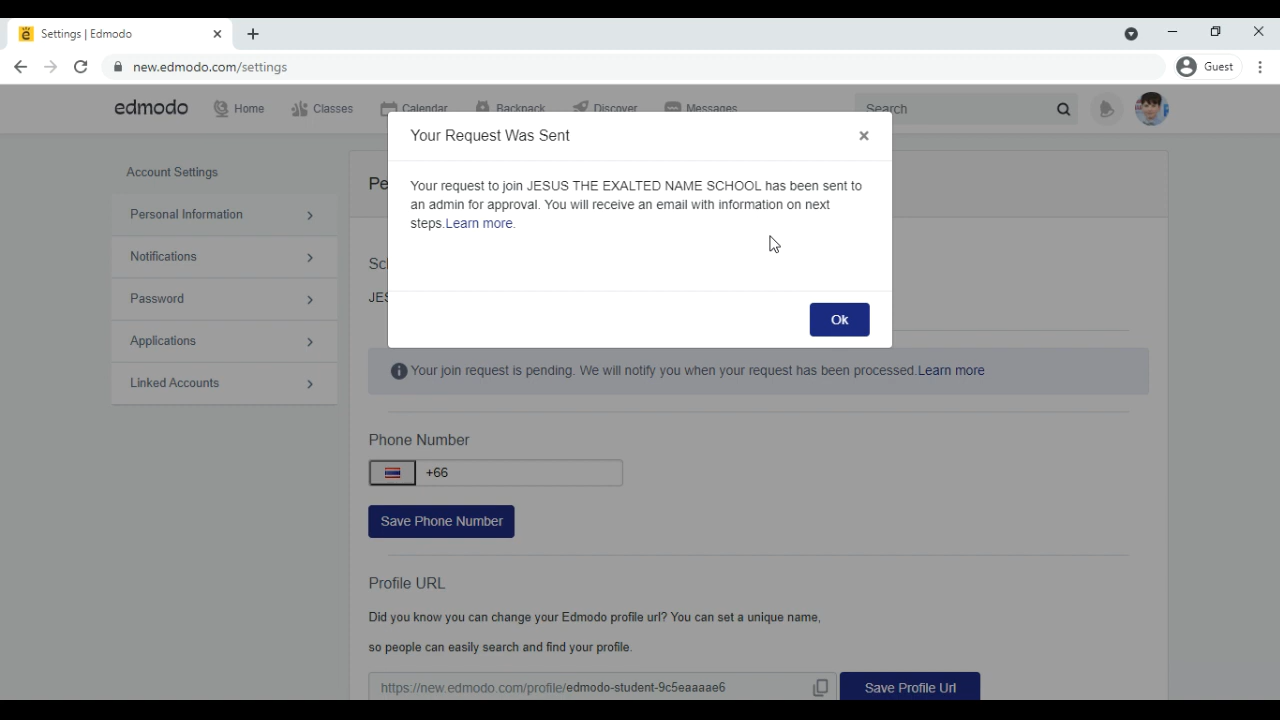 Settings | Edmodo
new.edmodo.com/settings
Guest
edmodo
Home
Classes
Calendar
Backpack
Discover
Messages
Search
Your Request Was Sent
Your request to join JESUS THE EXALTED NAME SCHOOL has been sent to
an admin for approval. You will receive an email with information on next
steps.Learn more.
Ok
Account Settings
Personal Information
Notifications
Password
Applications
Linked Accounts
Pe
Sc
JES
Your join request is pending. We will notify you when your request has been processed.Learn more
Phone Number
+66
Save Phone Number
Profile URL
Did you know you can change your Edmodo profile url? You can set a unique name,
so people can easily search and find your profile.
https://new.edmodo.com/profile/edmodo-student-9c5eaaaae6
Save Profile Url